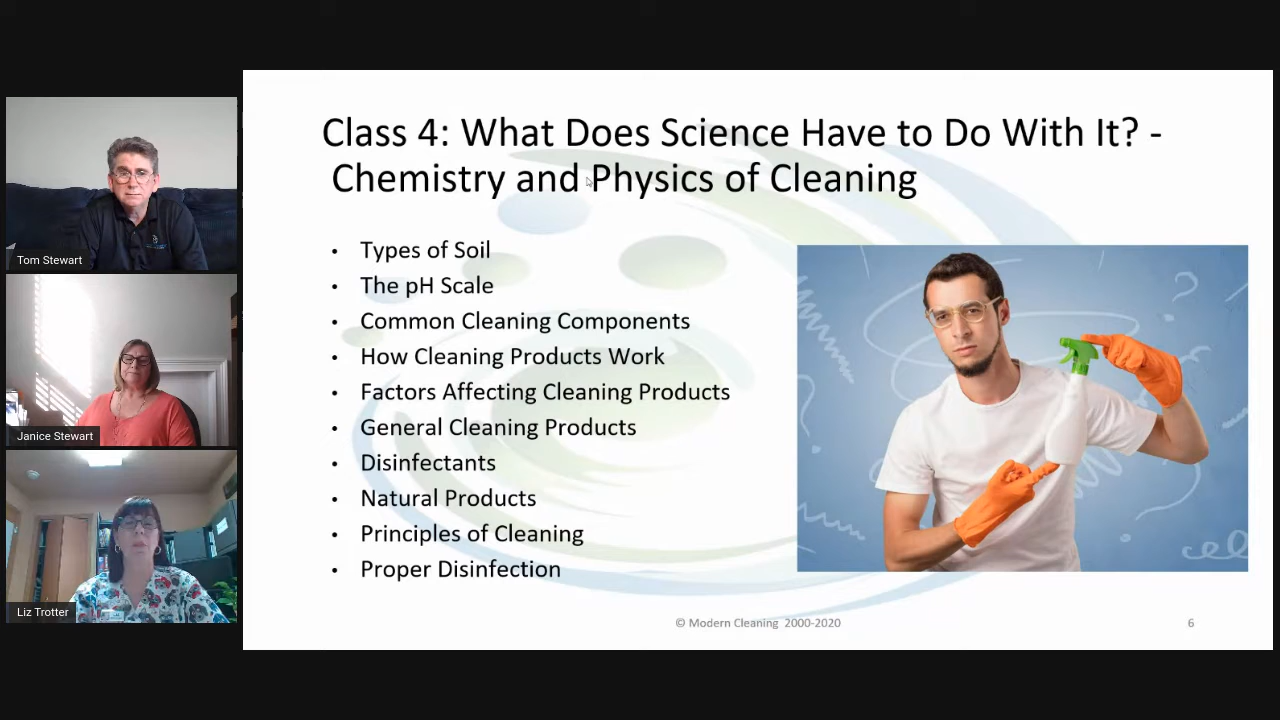 Class 4: What Does Science Have to Do With It? -
Chemistry and Physics of Cleaning
• Types of Soil
• The pH Scale
• Common Cleaning Components
• How Cleaning Products Work
• Factors Affecting Cleaning Products
• General Cleaning Products
• Disinfectants
• Natural Products
• Principles of Cleaning
• Proper Disinfection
© Modern Cleaning 2000-2020
6
Tom Stewart
Janice Stewart
Liz Trotter